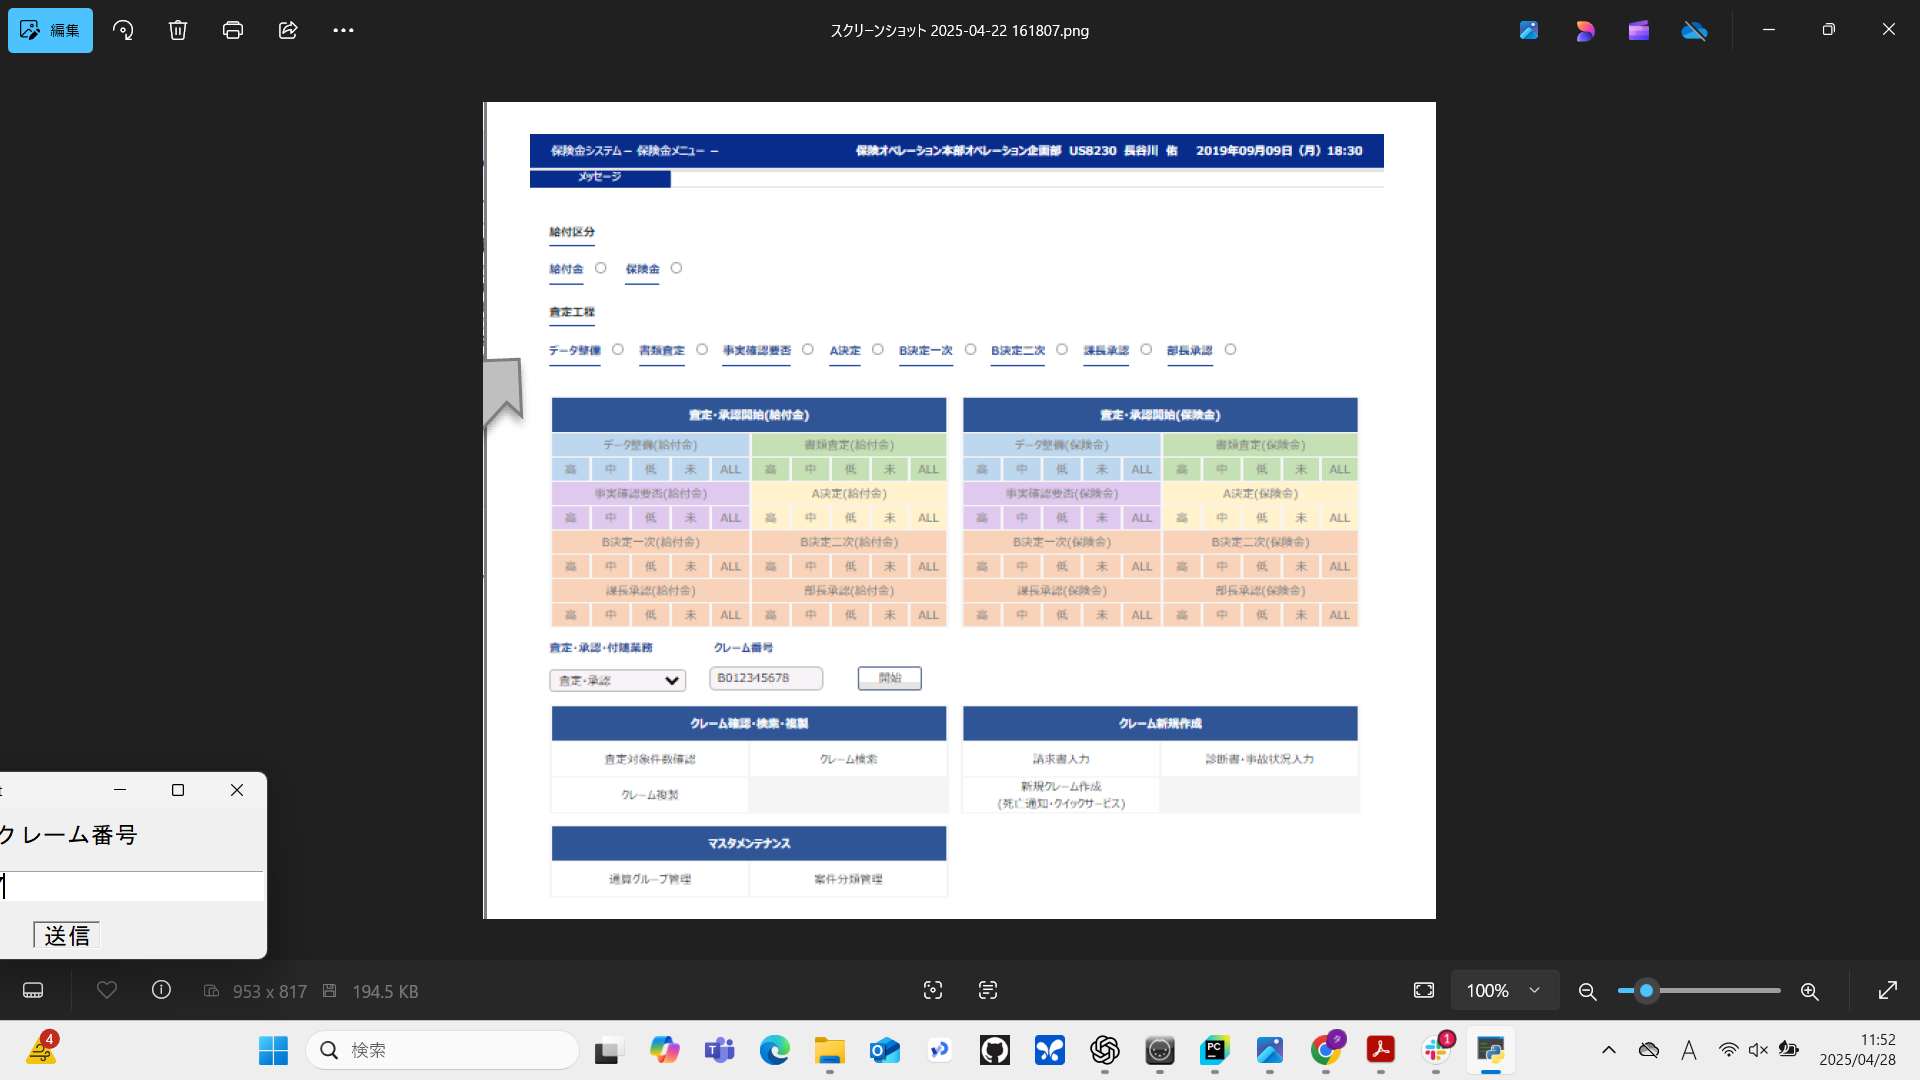 編集
スクリーンショット 2025-04-22 161807.png
保険金システム－ 保険金メニュー －
保険オペレーション本部オペレーション企画部 US8230 長谷川 佑 2019年09月09日（月）18:30
メッセージ
給付区分
給付金 保険金
査定工程
データ整備 書類査定 事実確認要否 A決定 B決定一次 B決定二次 課長承認 部長承認
査定・承認開始(給付金) 査定・承認開始(保険金)
データ整備(給付金) 書類査定(給付金) データ整備(保険金) 書類査定(保険金)
高 中 低 未 ALL 高 中 低 未 ALL 高 中 低 未 ALL 高 中 低 未 ALL
事実確認要否(給付金) A決定(給付金) 事実確認要否(保険金) A決定(保険金)
高 中 低 未 ALL 高 中 低 未 ALL 高 中 低 未 ALL 高 中 低 未 ALL
B決定一次(給付金) B決定二次(給付金) B決定一次(保険金) B決定二次(保険金)
高 中 低 未 ALL 高 中 低 未 ALL 高 中 低 未 ALL 高 中 低 未 ALL
課長承認(給付金) 部長承認(給付金) 課長承認(保険金) 部長承認(保険金)
高 中 低 未 ALL 高 中 低 未 ALL 高 中 低 未 ALL 高 中 低 未 ALL
査定・承認・付随業務 クレーム番号
査定・承認 B012345678 開始
クレーム確認・検索・複製 クレーム新規作成
査定対象件数確認 クレーム検索 請求書入力 診断書・事故状況入力
クレーム複製 新規クレーム作成
(死亡通知・クイックサービス)
マスタメンテナンス
通算グループ管理 案件分類管理
クレーム番号
送信
953 x 817 194.5 KB
100%
4
検索
1
11:52
2025/04/28